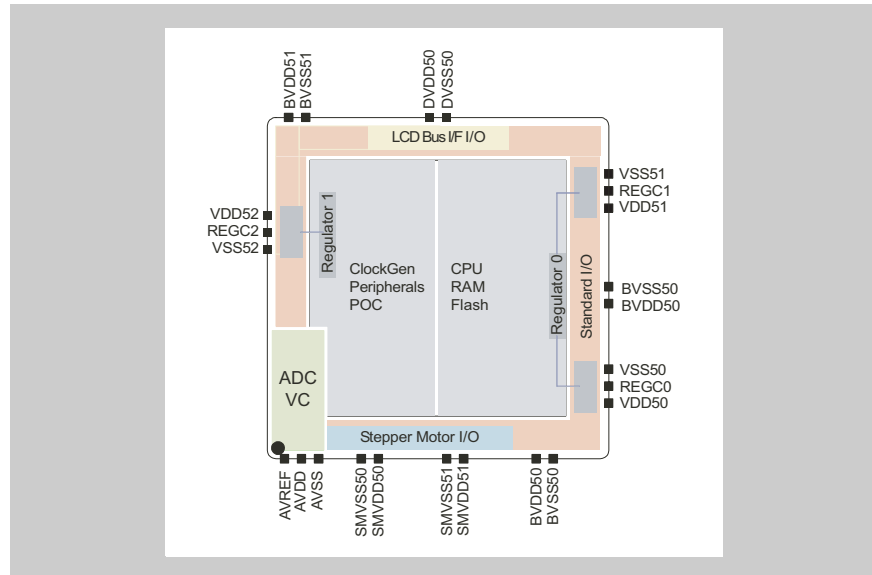 BVDD51
BVSS51
DVDD50
DVSS50
LCD Bus I/F I/O
VDD52
REGC2
VSS52
Regulator 1
ClockGen
Peripherals
POC
CPU
RAM
Flash
Regulator 0
Standard I/O
VSS51
REGC1
VDD51
BVSS50
BVDD50
VSS50
REGC0
VDD50
ADC
VC
Stepper Motor I/O
AVREF
AVDD
AVSS
SMVSS50
SMVDD50
SMVSS51
SMVDD51
BVDD50
BVSS50